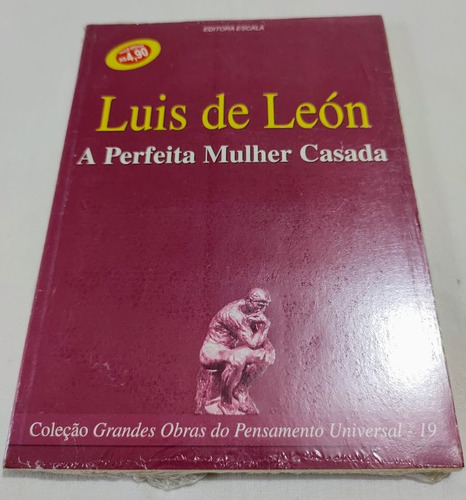 EDITORA ESCALA
R$4,90
Luis de León
A Perfeita Mulher Casada
Coleção Grandes Obras do Pensamento Universal - 19